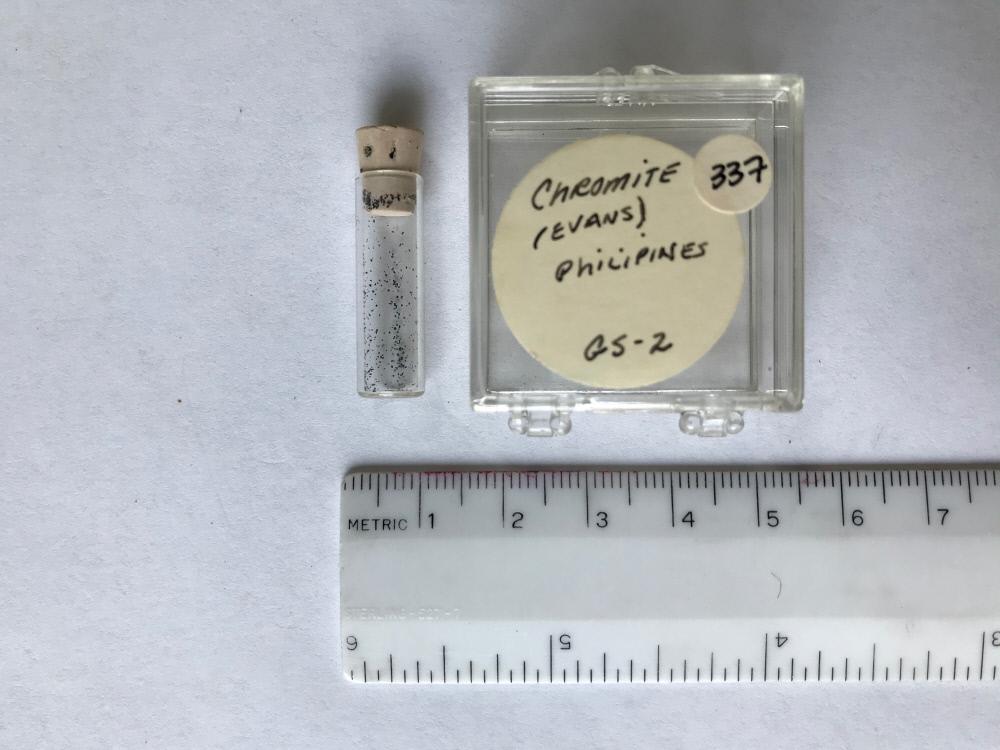 CHROMITE
(EVANS)
PHILIPINES
GS-2
337
METRIC 1 2 3 4 5 6 7
6 5 4 3